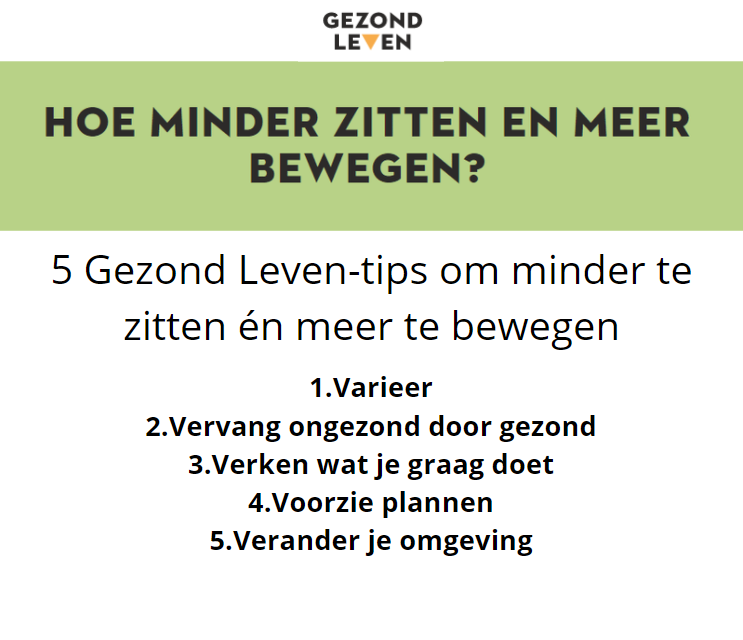 GEZOND
LEVEN
HOE MINDER ZITTEN EN MEER
BEWEGEN?
5 Gezond Leven-tips om minder te
zitten én meer te bewegen
1.Varieer
2.Vervang ongezond door gezond
3.Verken wat je graag doet
4.Voorzie plannen
5.Verander je omgeving